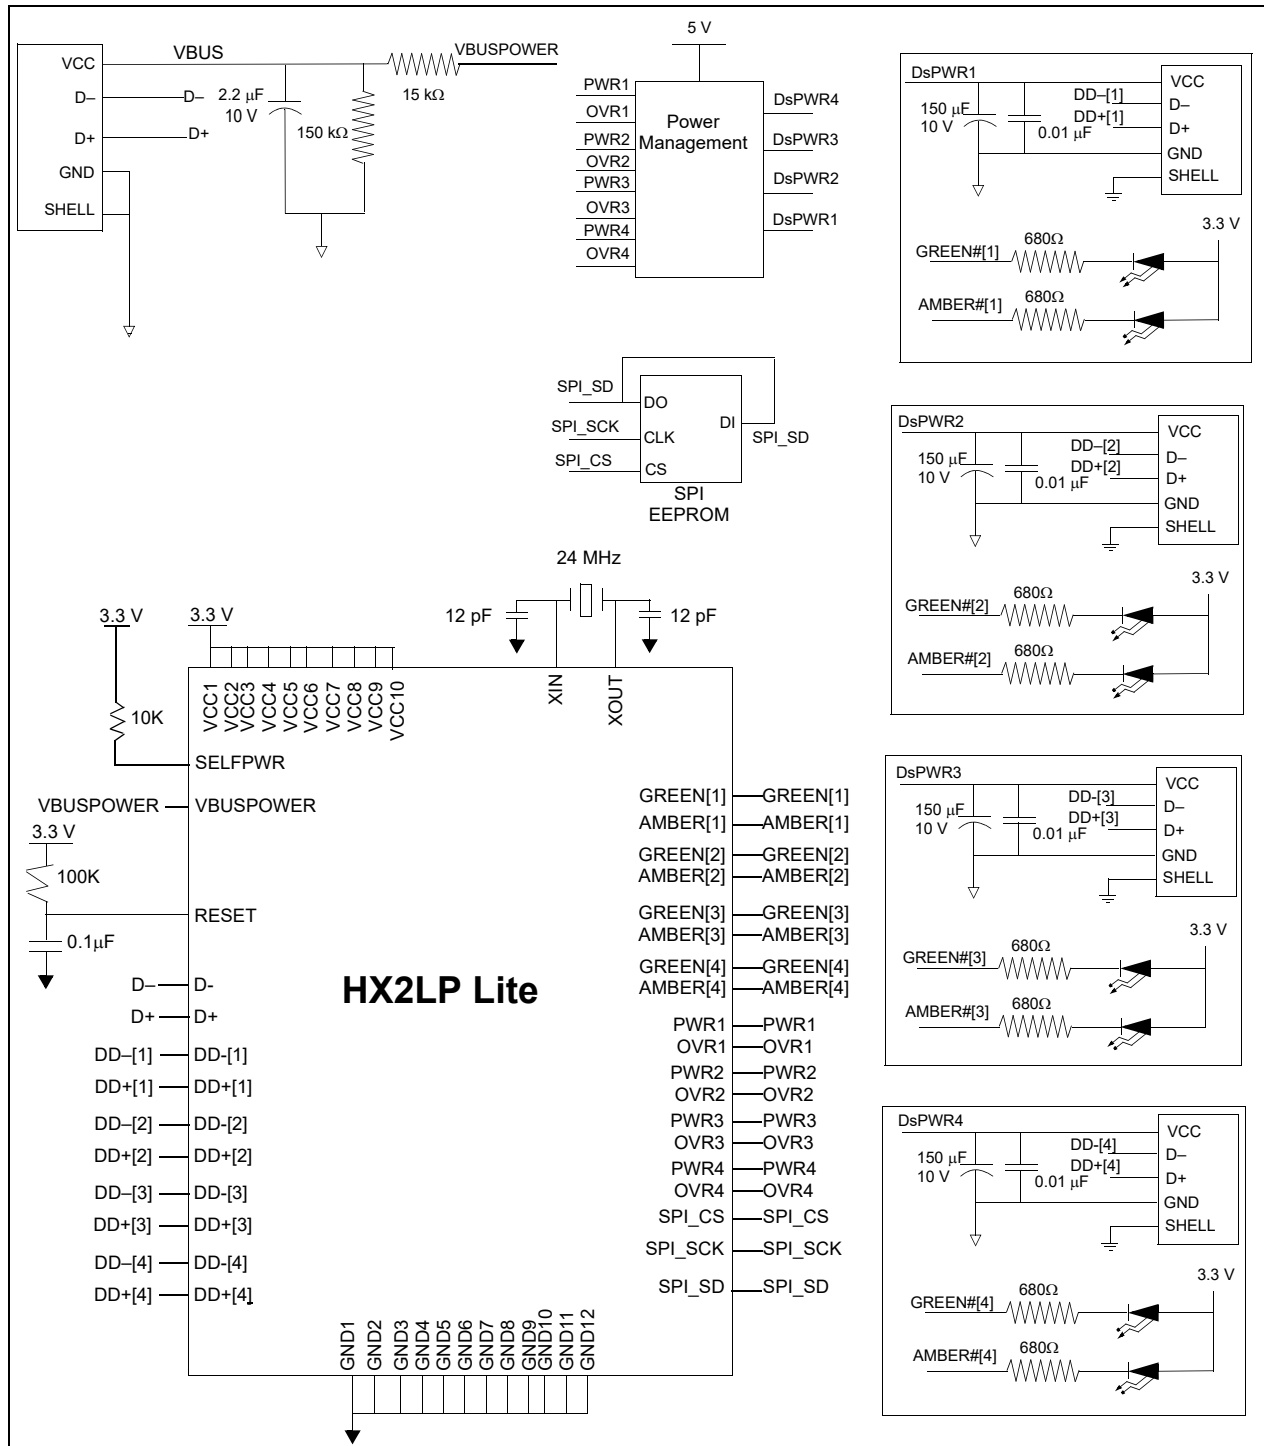 VCC
D–
D+
GND
SHELL
VBUS
D–
D+
2.2 µF
10 V
150 kΩ
15 kΩ
VBUSPOWER
5 V
PWR1
OVR1
PWR2
OVR2
PWR3
OVR3
PWR4
OVR4
Power
Management
DsPWR4
DsPWR3
DsPWR2
DsPWR1
SPI_SD
SPI_SCK
SPI_CS
DO
CLK
CS
DI
SPI_SD
SPI
EEPROM
24 MHz
12 pF
12 pF
3.3 V
3.3 V
10K
VCC1
VCC2
VCC3
VCC4
VCC5
VCC6
VCC7
VCC8
VCC9
VCC10
XIN
XOUT
SELFPWR
VBUSPOWER
VBUSPOWER
3.3 V
100K
RESET
0.1µF
HX2LP Lite
D– D-
D+ D+
DD–[1] DD-[1]
DD+[1] DD+[1]
DD–[2] DD-[2]
DD+[2] DD+[2]
DD–[3] DD-[3]
DD+[3] DD+[3]
DD–[4] DD-[4]
DD+[4] DD+[4]
GREEN[1] GREEN[1]
AMBER[1] AMBER[1]
GREEN[2] GREEN[2]
AMBER[2] AMBER[2]
GREEN[3] GREEN[3]
AMBER[3] AMBER[3]
GREEN[4] GREEN[4]
AMBER[4] AMBER[4]
PWR1 PWR1
OVR1 OVR1
PWR2 PWR2
OVR2 OVR2
PWR3 PWR3
OVR3 OVR3
PWR4 PWR4
OVR4 OVR4
SPI_CS SPI_CS
SPI_SCK SPI_SCK
SPI_SD SPI_SD
GND1
GND2
GND3
GND4
GND5
GND6
GND7
GND8
GND9
GND10
GND11
GND12
DsPWR1
150 µF
10 V
0.01 µF
DD–[1]
DD+[1]
VCC
D–
D+
GND
SHELL
3.3 V
GREEN#[1]
680Ω
AMBER#[1]
680Ω
DsPWR2
150 µF
10 V
0.01 µF
DD–[2]
DD+[2]
VCC
D–
D+
GND
SHELL
3.3 V
GREEN#[2]
680Ω
AMBER#[2]
680Ω
DsPWR3
150 µF
10 V
0.01 µF
DD-[3]
DD+[3]
VCC
D–
D+
GND
SHELL
3.3 V
GREEN#[3]
680Ω
AMBER#[3]
680Ω
DsPWR4
150 µF
10 V
0.01 µF
DD-[4]
DD+[4]
VCC
D–
D+
GND
SHELL
3.3 V
GREEN#[4]
680Ω
AMBER#[4]
680Ω